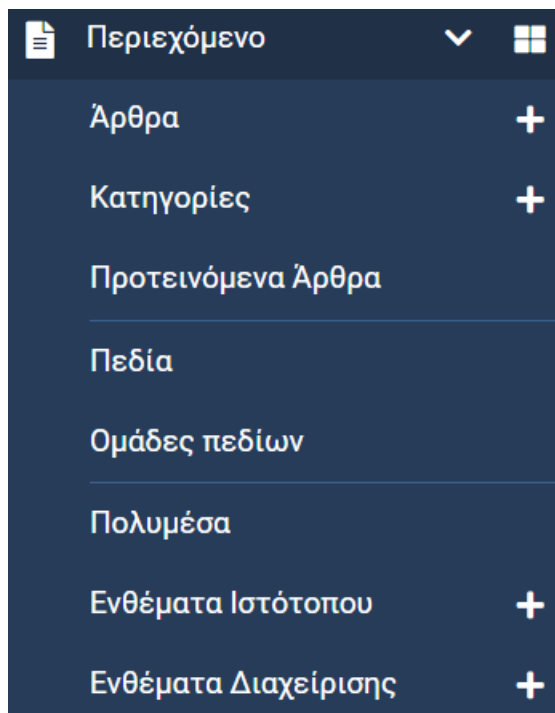 Περιεχόμενο
Άρθρα
Κατηγορίες
Προτεινόμενα Άρθρα
Πεδία
Ομάδες πεδίων
Πολυμέσα
Ενθέματα Ιστότοπου
Ενθέματα Διαχείρισης